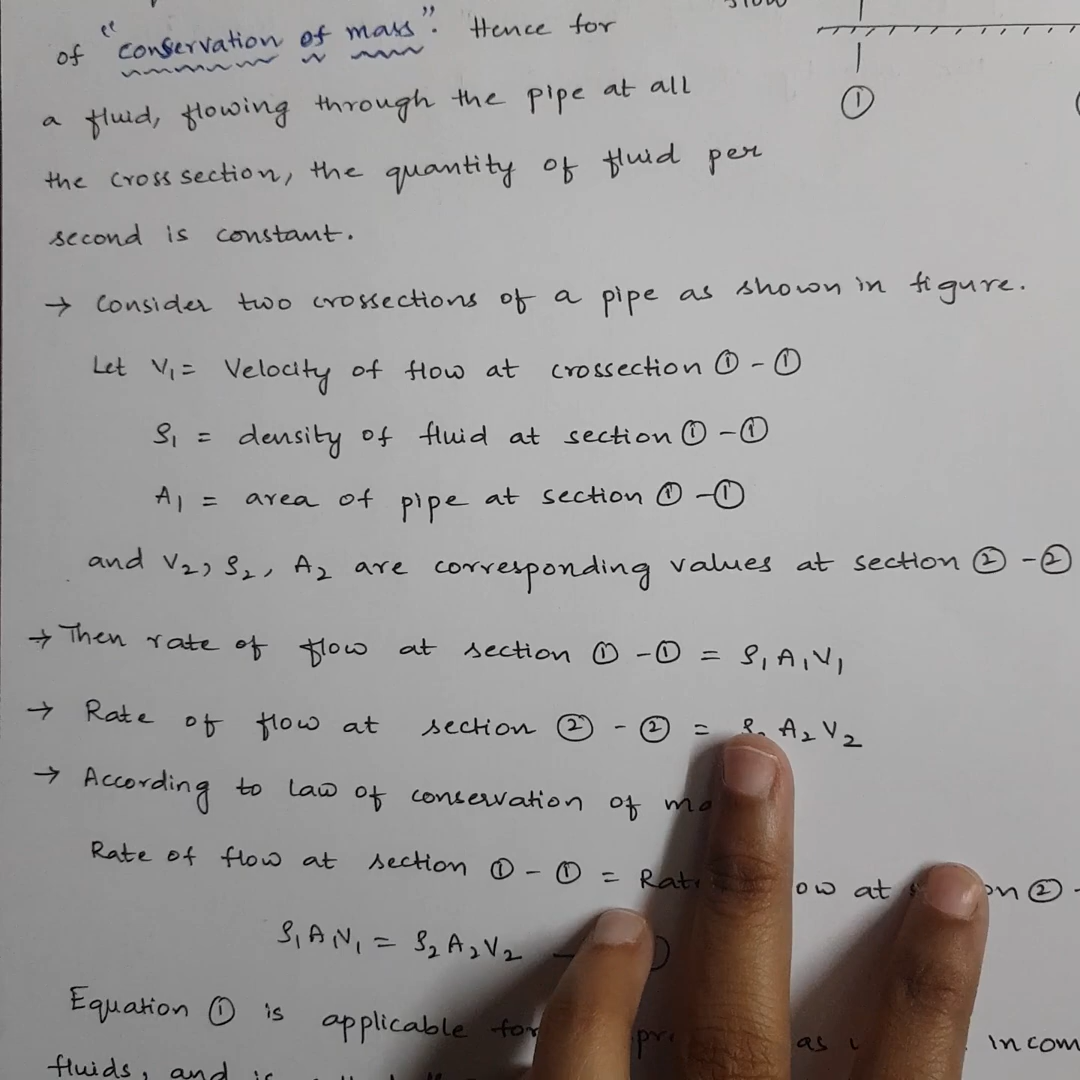 of "conservation of mass". Hence for
①
a fluid, flowing through the pipe at all
the cross section, the quantity of fluid per
second is constant.
→ Consider two crossections of a pipe as shown in figure.
Let V₁ = Velocity of flow at crossection ① - ①
ρ₁ = density of fluid at section ① - ①
A₁ = area of pipe at section ① - ①
and V₂, ρ₂, A₂ are corresponding values at section ② - ②
→ Then rate of flow at section ① - ① = ρ₁A₁V₁
→ Rate of flow at section ② - ② = A₂V₂
→ According to law of conservation of
Rate of flow at section ① - ① = at ②
ρ₁A₁V₁ = ρ₂A₂V₂
Equation ① is applicable for as
fluids, and is